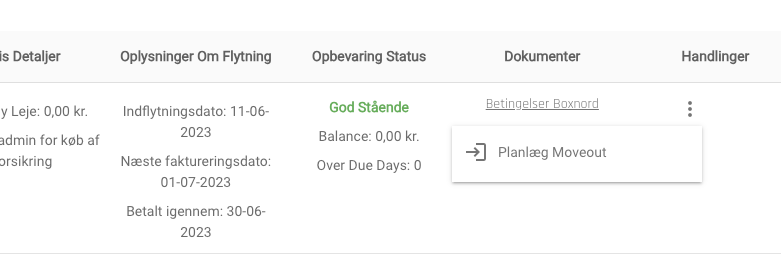 is Detaljer
Oplysninger Om Flytning
Opbevaring Status
Dokumenter
Handlinger
y Leje: 0,00 kr.
admin for køb af
orsikring
Indflytningsdato: 11-06-
2023
Næste faktureringsdato:
01-07-2023
Betalt igennem: 30-06-
2023
God Stående
Balance: 0,00 kr.
Over Due Days: 0
Betingelser Boxnord
Planlæg Moveout